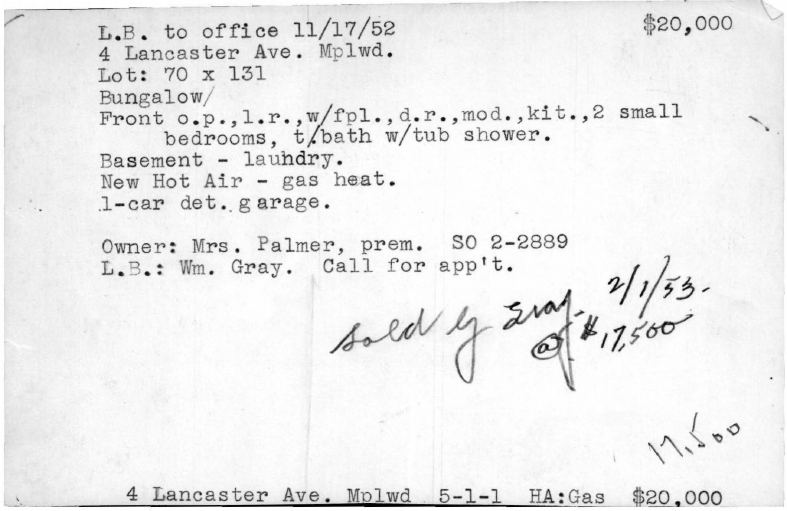 L.B. to office 11/17/52 $20,000
4 Lancaster Ave. Mplwd.
Lot: 70 x 131
Bungalow/
Front o.p.,l.r.,w/fpl.,d.r.,mod.,kit.,2 small
bedrooms, t/bath w/tub shower.
Basement - lauhdry.
New Hot Air - gas heat.
1-car det. garage.
Owner: Mrs. Palmer, prem. SO 2-2889
L.B.: Wm. Gray. Call for app't.
sold by Gray 2/1/53-
@ $17,500
17,500
4 Lancaster Ave. Mplwd 5-1-1 HA:Gas $20,000